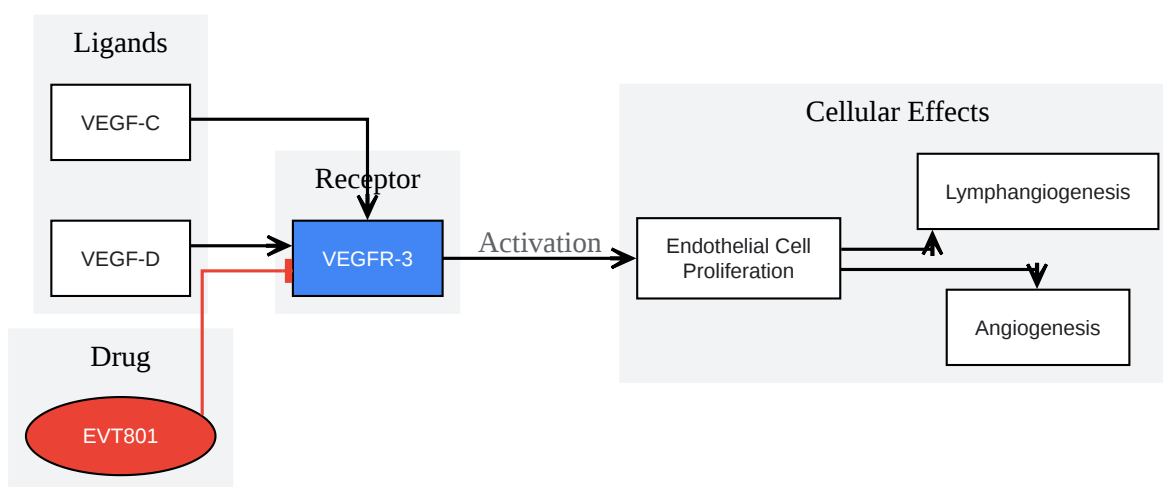 Ligands
VEGF-C
VEGF-D
Receptor
VEGFR-3
Drug
EVT801
Activation
Cellular Effects
Endothelial Cell
Proliferation
Lymphangiogenesis
Angiogenesis